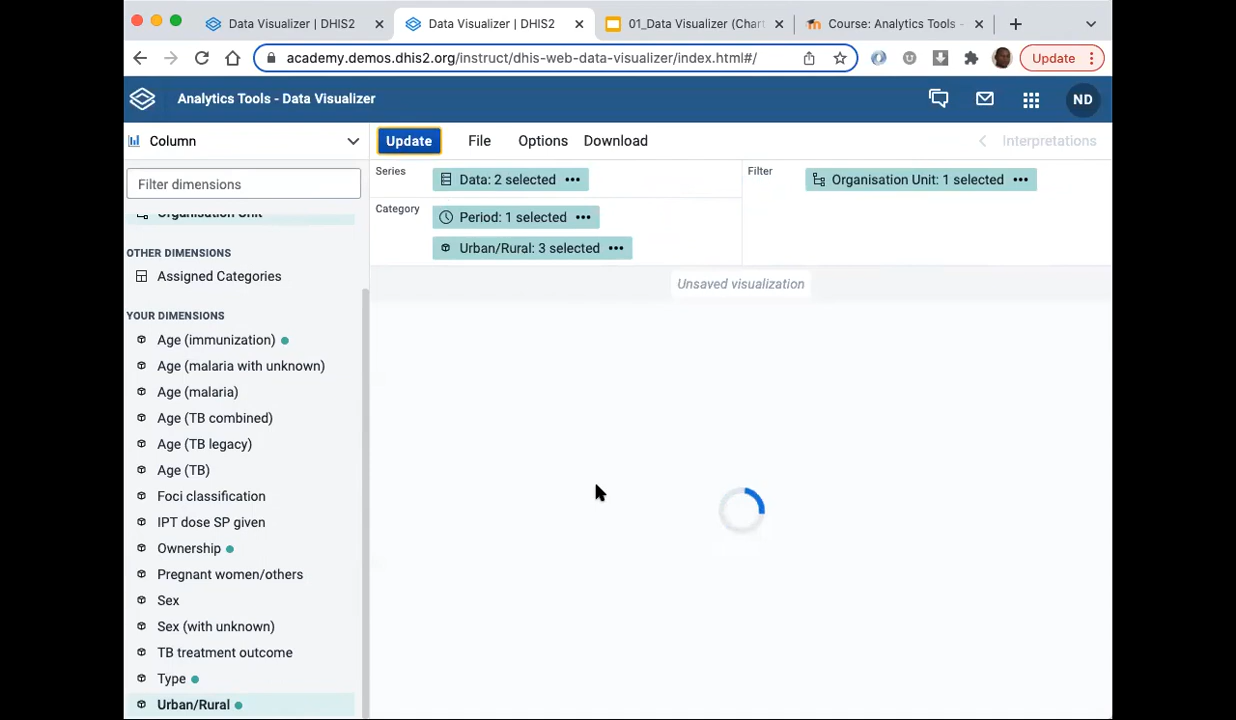 Data Visualizer | DHIS2
Data Visualizer | DHIS2
01_Data Visualizer (Chart
Course: Analytics Tools -
academy.demos.dhis2.org/instruct/dhis-web-data-visualizer/index.html#/
Update
Analytics Tools - Data Visualizer
ND
Column
Update
File
Options
Download
Interpretations
Filter dimensions
Series
Data: 2 selected
Filter
Organisation Unit: 1 selected
Category
Period: 1 selected
Urban/Rural: 3 selected
Organisation Unit
OTHER DIMENSIONS
Assigned Categories
YOUR DIMENSIONS
Age (immunization)
Age (malaria with unknown)
Age (malaria)
Age (TB combined)
Age (TB legacy)
Age (TB)
Foci classification
IPT dose SP given
Ownership
Pregnant women/others
Sex
Sex (with unknown)
TB treatment outcome
Type
Urban/Rural
Unsaved visualization